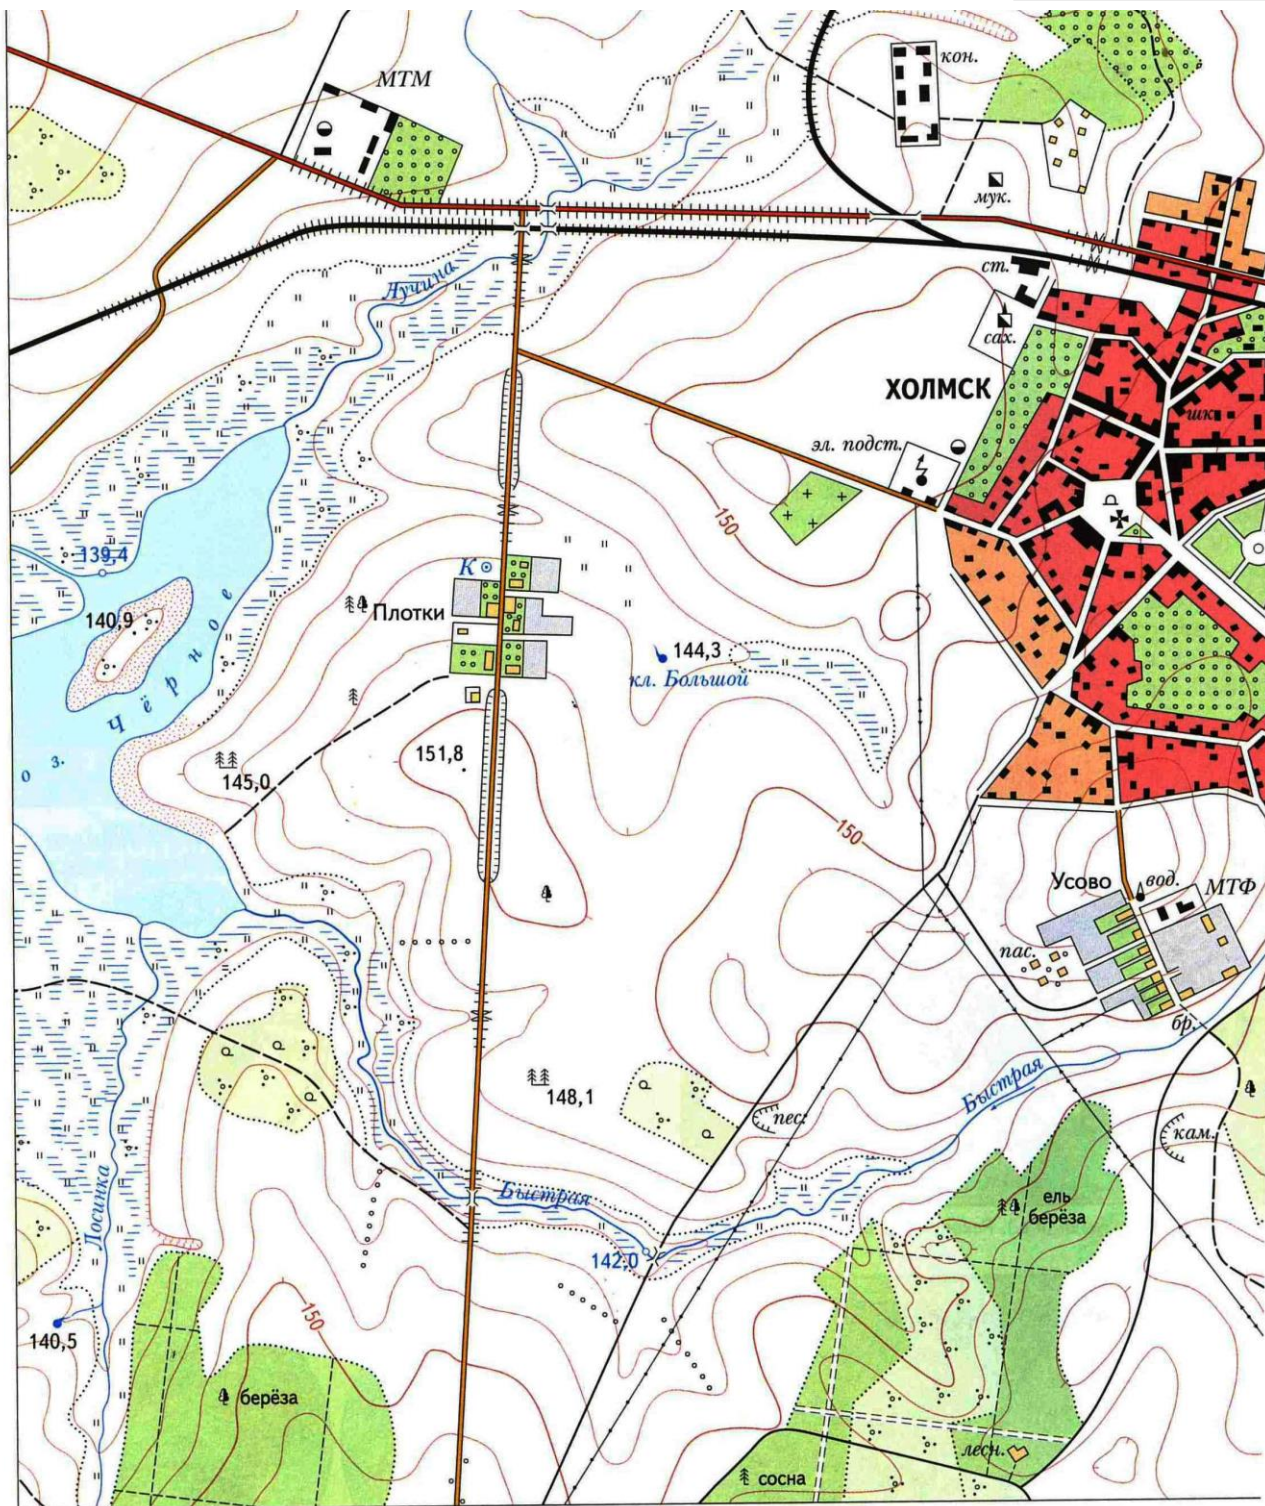 МТМ
кон.
мук.
Лучина
ст.
сах.
ХОЛМСК
шк.
эл. подст.
150
139,4
К
140,9
Плотки
144,3
кл. Большой
оз. Чёрное
151,8
145,0
150
Усово
вод.
МТФ
пас.
бр.
Быстрая
148,1
пес.
кам.
Лосинка
Быстрая
ель
берёза
142,0
140,5
150
берёза
лесн.
сосна